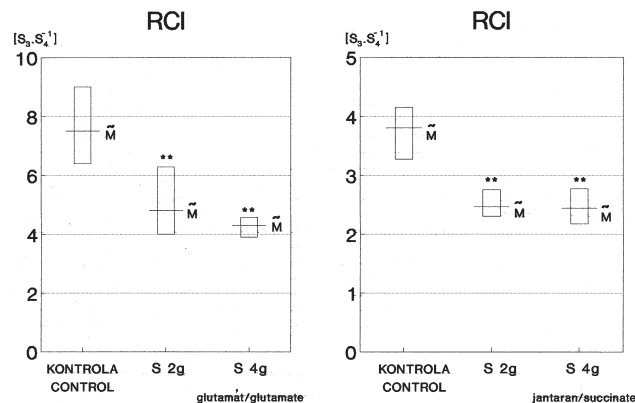 RCI
[S₃.S₄⁻¹]
10
8
6
4
2
0
M̃
**
M̃
**
M̃
KONTROLA
CONTROL
S 2g
S 4g
glutamát/glutamate
RCI
[S₃.S₄⁻¹]
5
4
3
2
1
0
M̃
**
M̃
**
M̃
KONTROLA
CONTROL
S 2g
S 4g
jantaran/succinate